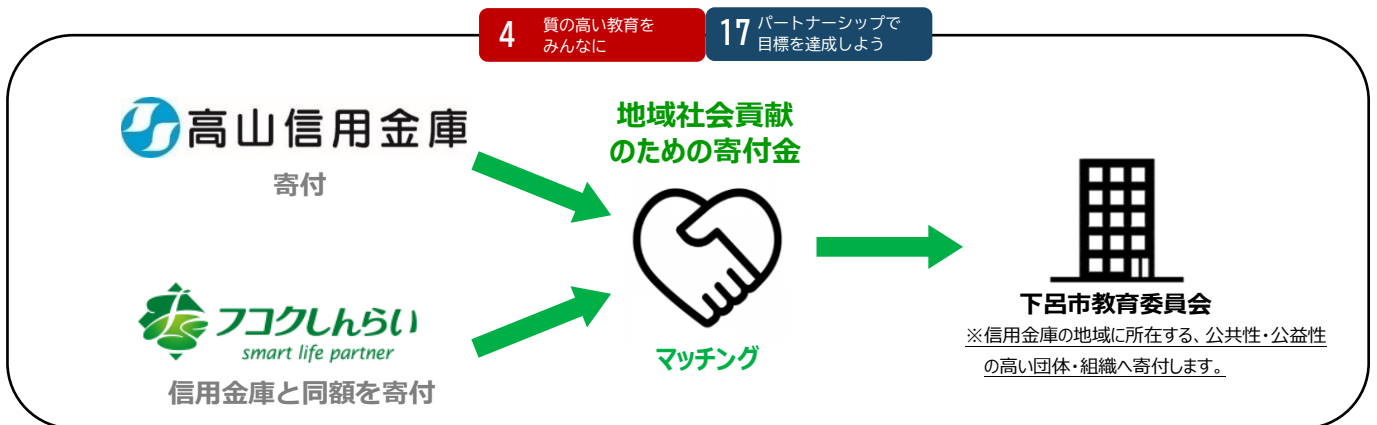 4 質の高い教育を
みんなに
17 パートナーシップで
目標を達成しよう
高山信用金庫
寄付
地域社会貢献
のための寄付金
マッチング
フコクしんらい
smart life partner
信用金庫と同額を寄付
下呂市教育委員会
※信用金庫の地域に所在する、公共性・公益性
の高い団体・組織へ寄付します。